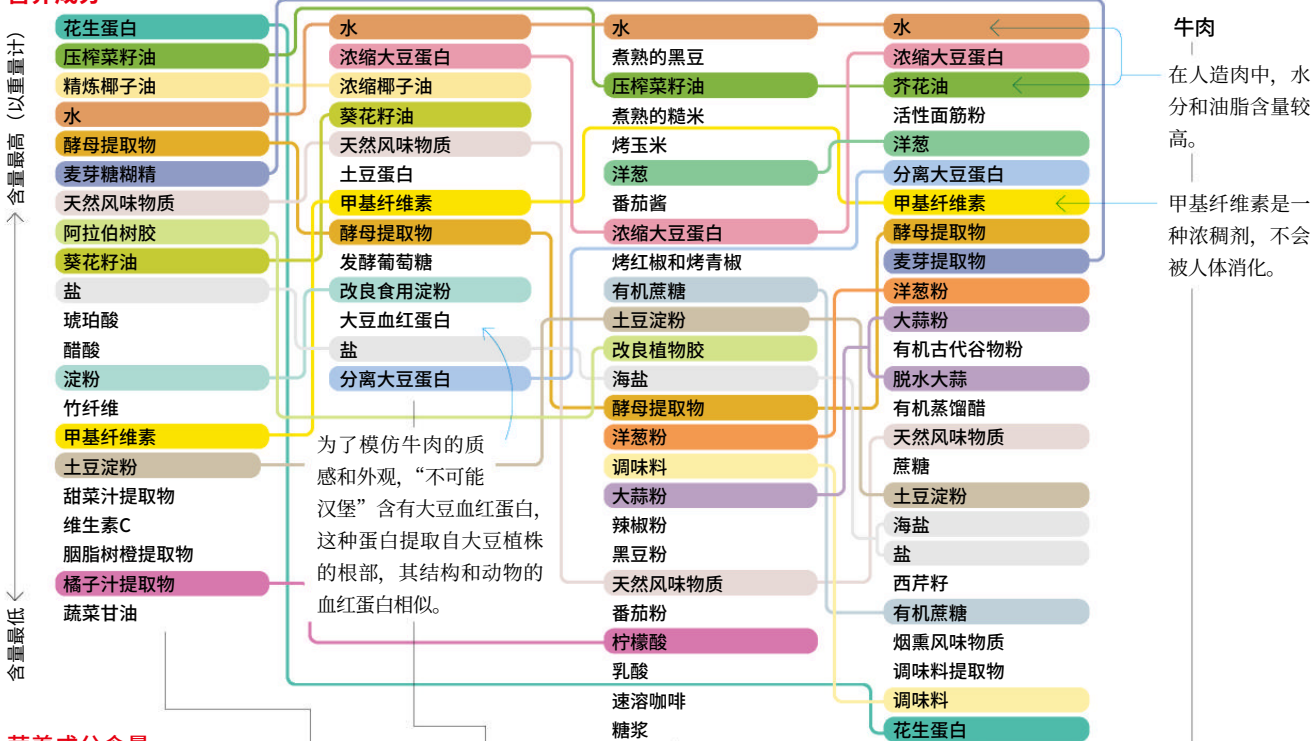 营养成分
含量最高（以重量计）
含量最低
花生蛋白
压榨菜籽油
精炼椰子油
水
酵母提取物
麦芽糖糊精
天然风味物质
阿拉伯树胶
葵花籽油
盐
琥珀酸
醋酸
淀粉
竹纤维
甲基纤维素
土豆淀粉
甜菜汁提取物
维生素C
胭脂树橙提取物
橘子汁提取物
蔬菜甘油
水
浓缩大豆蛋白
浓缩椰子油
葵花籽油
天然风味物质
土豆蛋白
甲基纤维素
酵母提取物
发酵葡萄糖
改良食用淀粉
大豆血红蛋白
盐
分离大豆蛋白
为了模仿牛肉的质
感和外观，“不可能
汉堡”含有大豆血红蛋白，
这种蛋白提取自大豆植株
的根部，其结构和动物的
血红蛋白相似。
水
煮熟的黑豆
压榨菜籽油
煮熟的糙米
烤玉米
洋葱
番茄酱
浓缩大豆蛋白
烤红椒和烤青椒
有机蔗糖
土豆淀粉
改良植物胶
海盐
酵母提取物
洋葱粉
调味料
大蒜粉
辣椒粉
黑豆粉
天然风味物质
番茄粉
柠檬酸
乳酸
速溶咖啡
糖浆
水
浓缩大豆蛋白
芥花油
活性面筋粉
洋葱
分离大豆蛋白
甲基纤维素
酵母提取物
麦芽提取物
洋葱粉
大蒜粉
有机古代谷物粉
脱水大蒜
有机蒸馏醋
天然风味物质
蔗糖
土豆淀粉
海盐
盐
西芹籽
有机蔗糖
烟熏风味物质
调味料提取物
调味料
花生蛋白
牛肉
在人造肉中，水
分和油脂含量较
高。
甲基纤维素是一
种浓稠剂，不会
被人体消化。